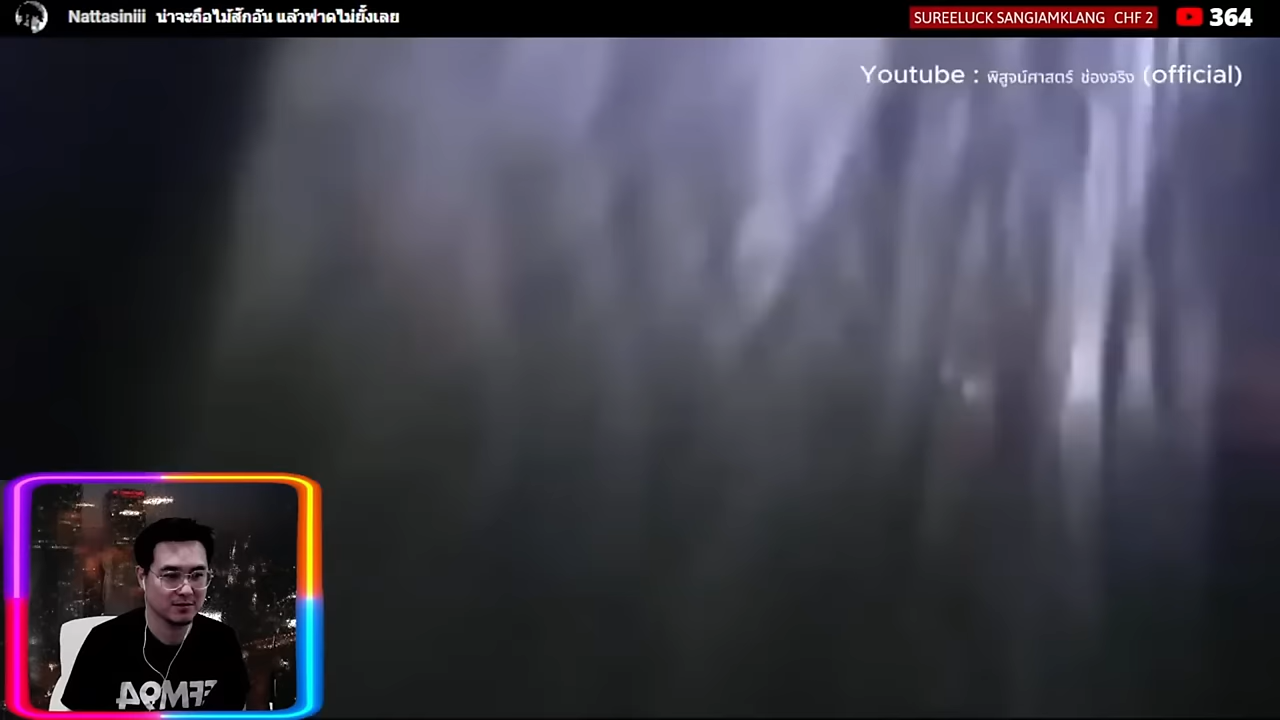 Nattasiniii น่าจะถือไม้สักอัน แล้วฟาดไม่ยั้งเลย
SUREELUCK SANGIAMKLANG CHF 2
364
Youtube : พิสูจน์ศาสตร์ ช่องจริง (official)